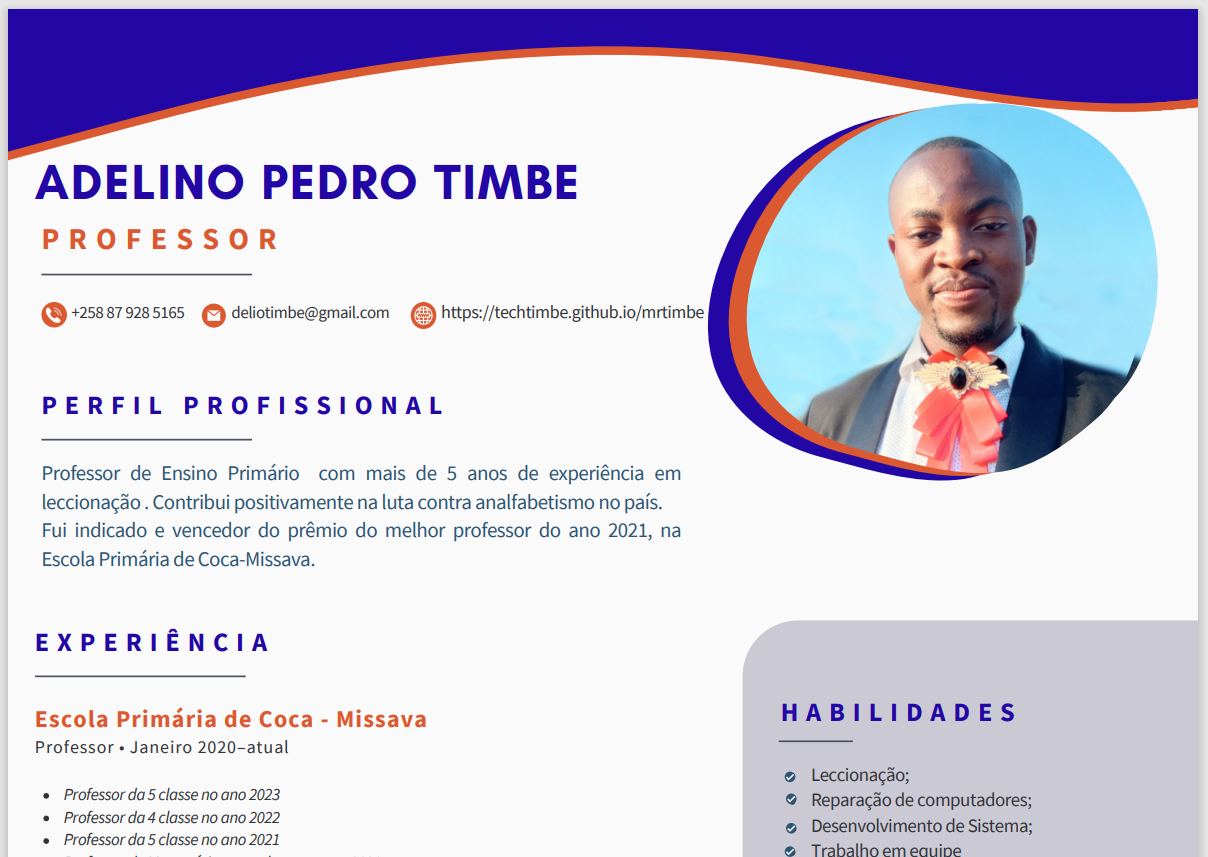 ADELINO PEDRO TIMBE
PROFESSOR
+258 87 928 5165 deliotimbe@gmail.com https://techtimbe.github.io/mrtimbe
PERFIL PROFISSIONAL
Professor de Ensino Primário com mais de 5 anos de experiência em
leccionação . Contribui positivamente na luta contra analfabetismo no país.
Fui indicado e vencedor do prêmio do melhor professor do ano 2021, na
Escola Primária de Coca-Missava.
EXPERIÊNCIA
Escola Primária de Coca - Missava
Professor • Janeiro 2020–atual
Professor da 5 classe no ano 2023
Professor da 4 classe no ano 2022
Professor da 5 classe no ano 2021
HABILIDADES
Leccionação;
Reparação de computadores;
Desenvolvimento de Sistema;
Trabalho em equipe